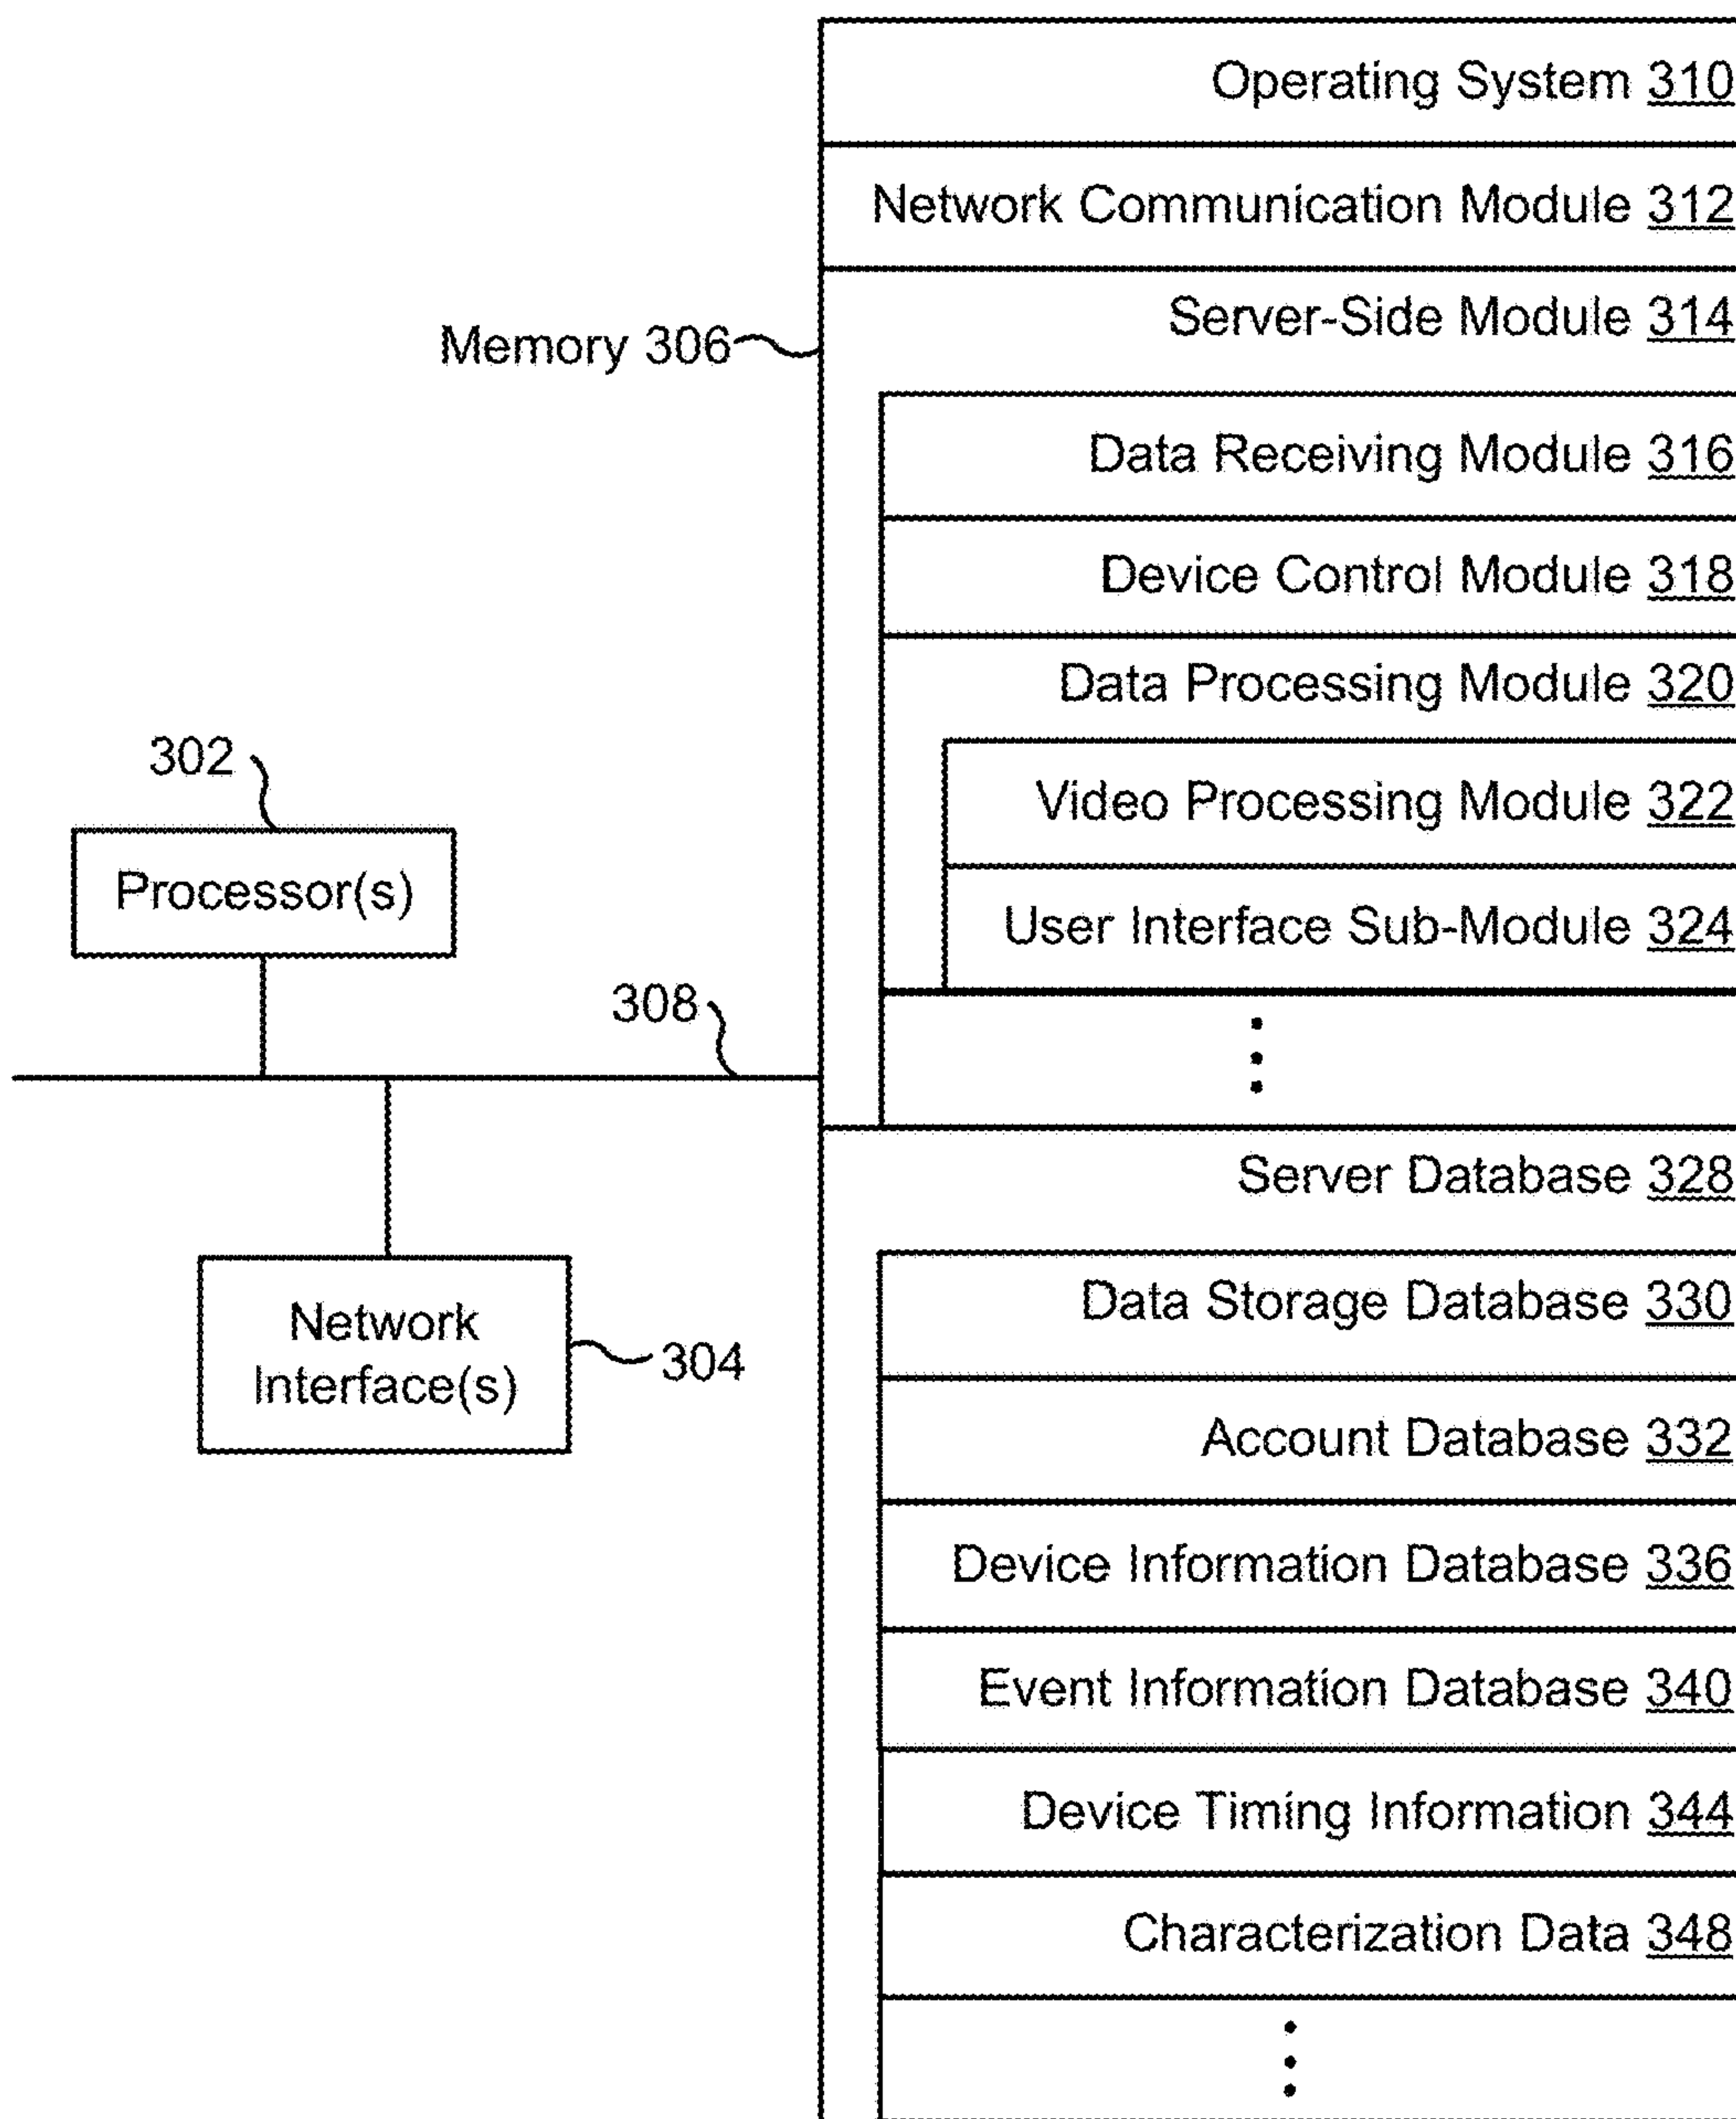 Operating System 310
Network Communication Module 312
Server-Side Module 314
Memory 306
Data Receiving Module 316
Device Control Module 318
Data Processing Module 320
302
Video Processing Module 322
Processor(s)
User Interface Sub-Module 324
308
Server Database 328
Data Storage Database 330
Network
Interface(s)
304
Account Database 332
Device Information Database 336
Event Information Database 340
Device Timing Information 344
Characterization Data 348